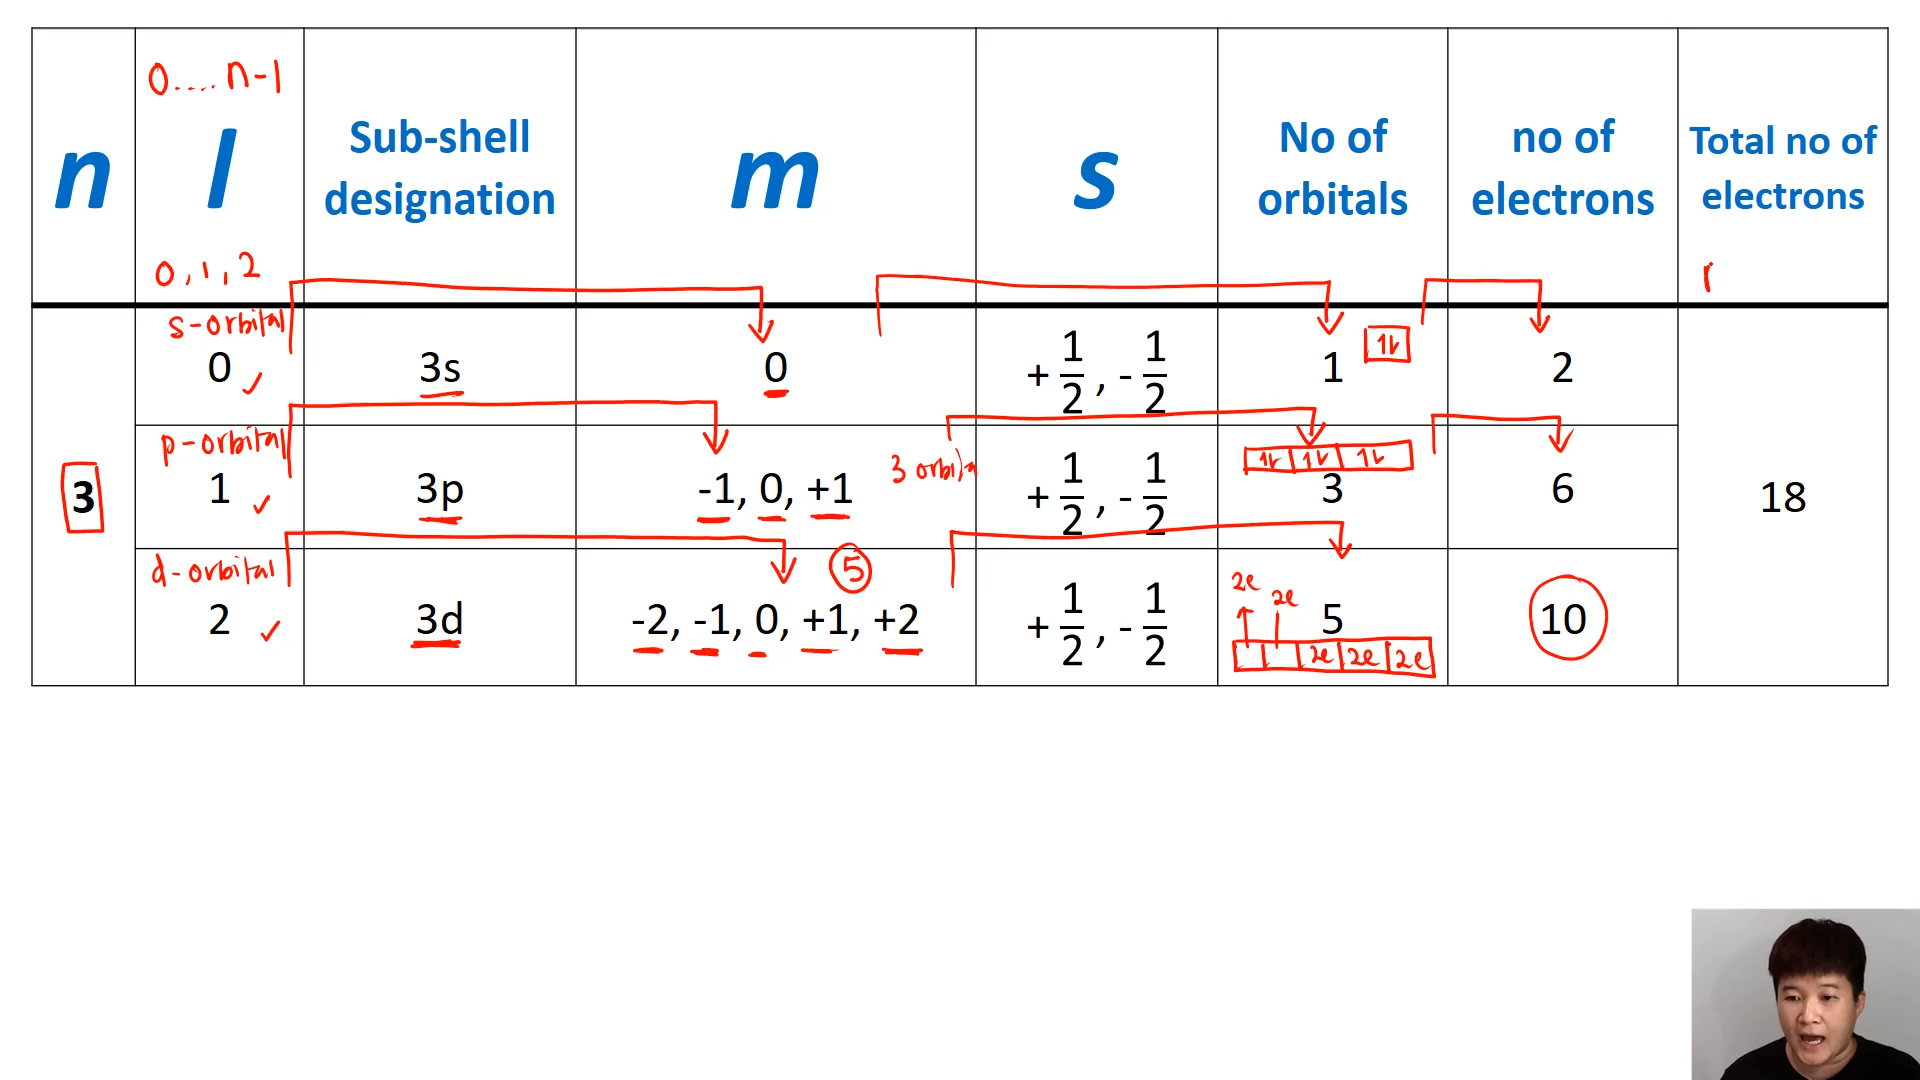 0....n-1
n
l
Sub-shell
designation
m
s
No of
orbitals
no of
electrons
Total no of
electrons
0, 1, 2
s-orbital
0
3s
0
+ 1/2 , - 1/2
1
2
p-orbital
1
3p
-1, 0, +1
3 orbita
+ 1/2 , - 1/2
3
6
3
18
d-orbital
2
3d
5
-2, -1, 0, +1, +2
+ 1/2 , - 1/2
2e
2e
5
2e 2e 2e
10